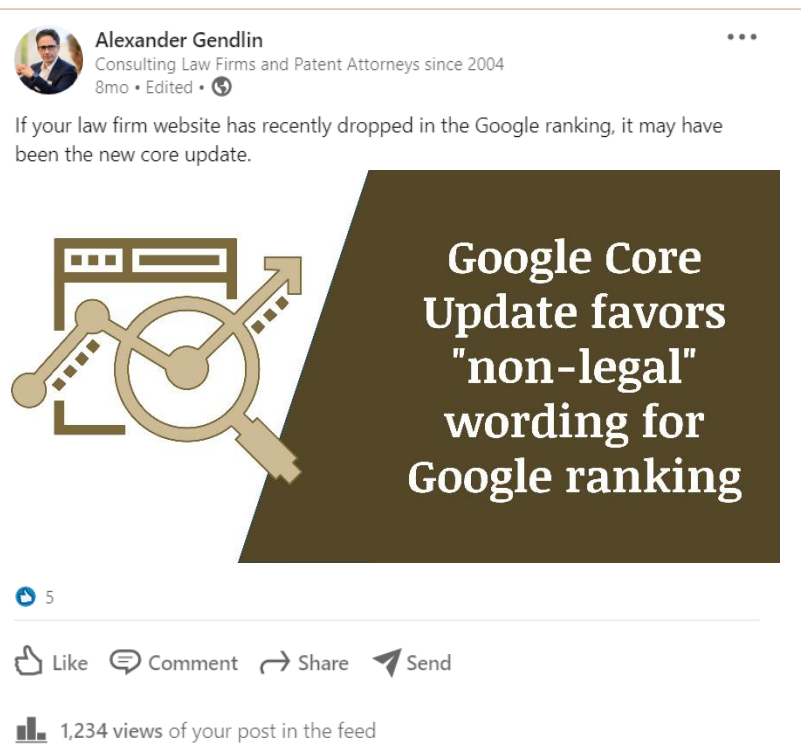 Alexander Gendlin
Consulting Law Firms and Patent Attorneys since 2004
8mo • Edited •
If your law firm website has recently dropped in the Google ranking, it may have
been the new core update.
Google Core
Update favors
"non-legal"
wording for
Google ranking
5
Like Comment Share Send
1,234 views of your post in the feed